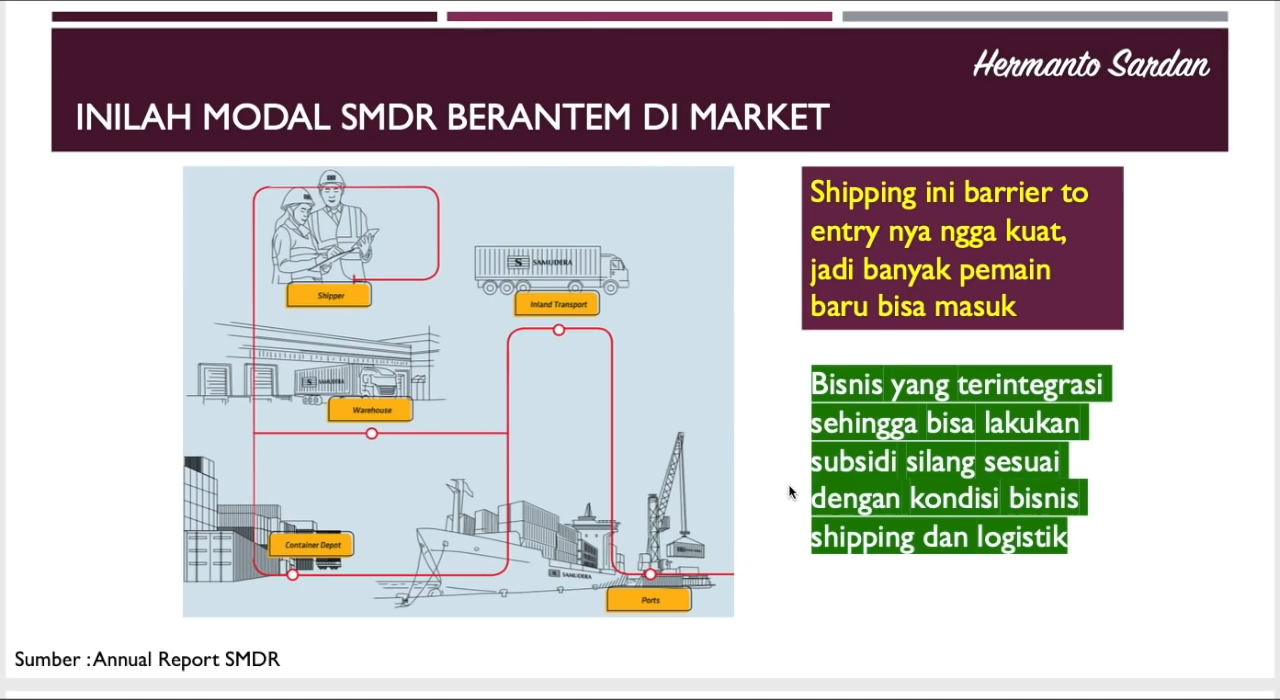 Hermanto Sardan
INILAH MODAL SMDR BERANTEM DI MARKET
Shipper
SAMUDERA
Inland Transport
SAMUDERA
Warehouse
Container Depot
SAMUDERA
Ports
Shipping ini barrier to
entry nya ngga kuat,
jadi banyak pemain
baru bisa masuk
Bisnis yang terintegrasi
sehingga bisa lakukan
subsidi silang sesuai
dengan kondisi bisnis
shipping dan logistik
Sumber : Annual Report SMDR